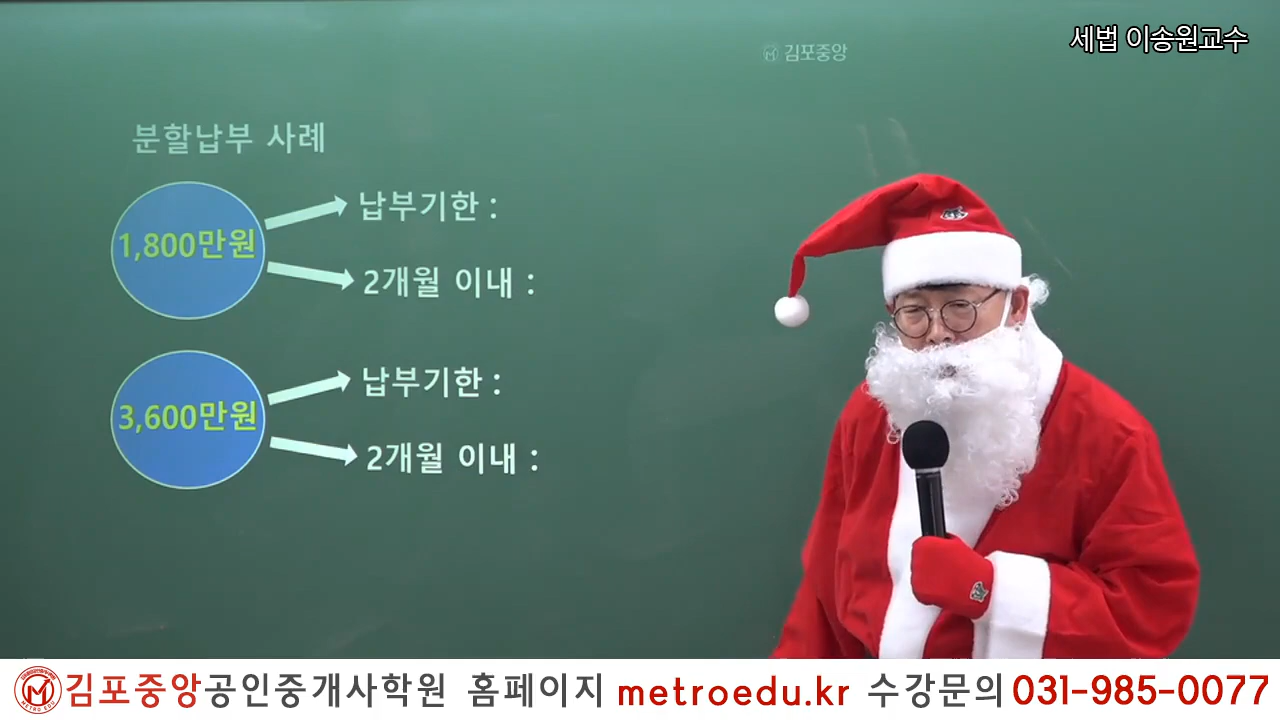 세법 이송원교수
김포중앙
분할납부 사례
1,800만원
납부기한 :
2개월 이내 :
3,600만원
납부기한 :
2개월 이내 :
김포중앙공인중개사학원 홈페이지 metroedu.kr 수강문의 031-985-0077
METRO EDU